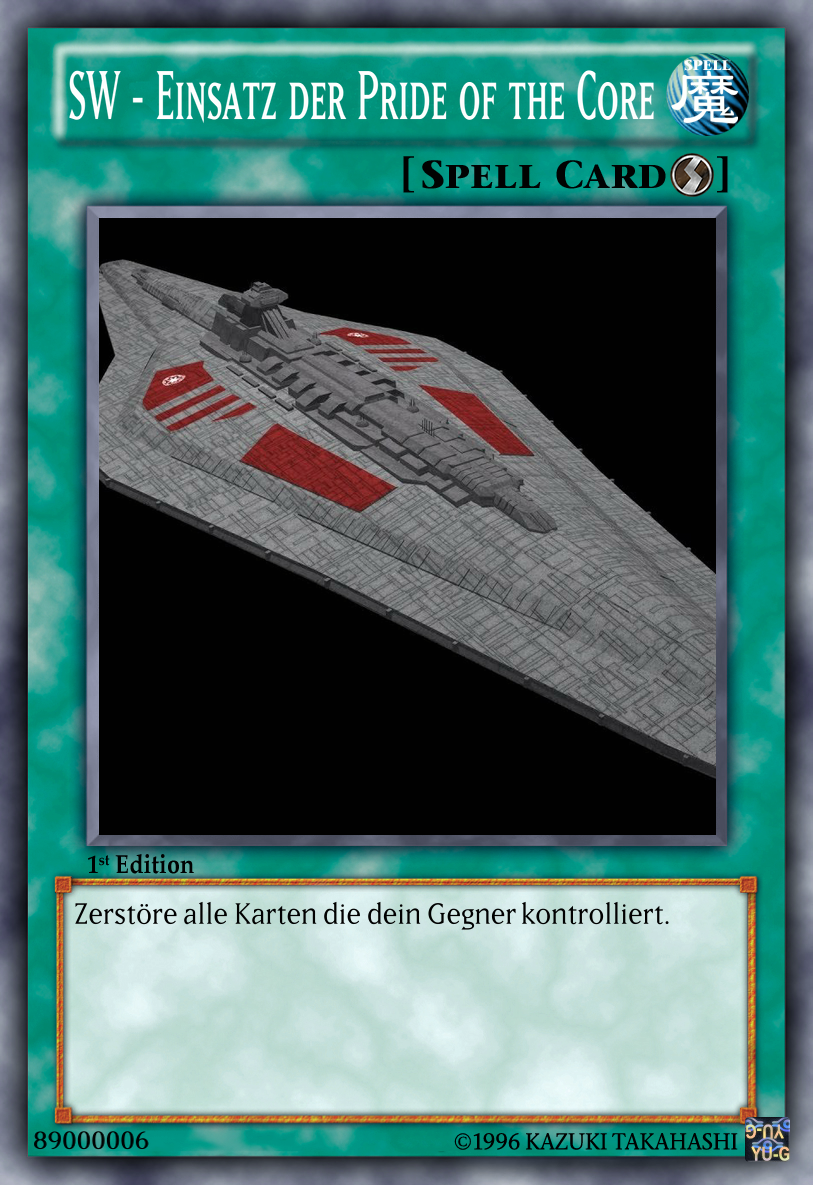 SW - Einsatz der Pride of the Core
SPELL
魔
[Spell Card]
1st Edition
Zerstöre alle Karten die dein Gegner kontrolliert.
89000006
©1996 KAZUKI TAKAHASHI
YU-G